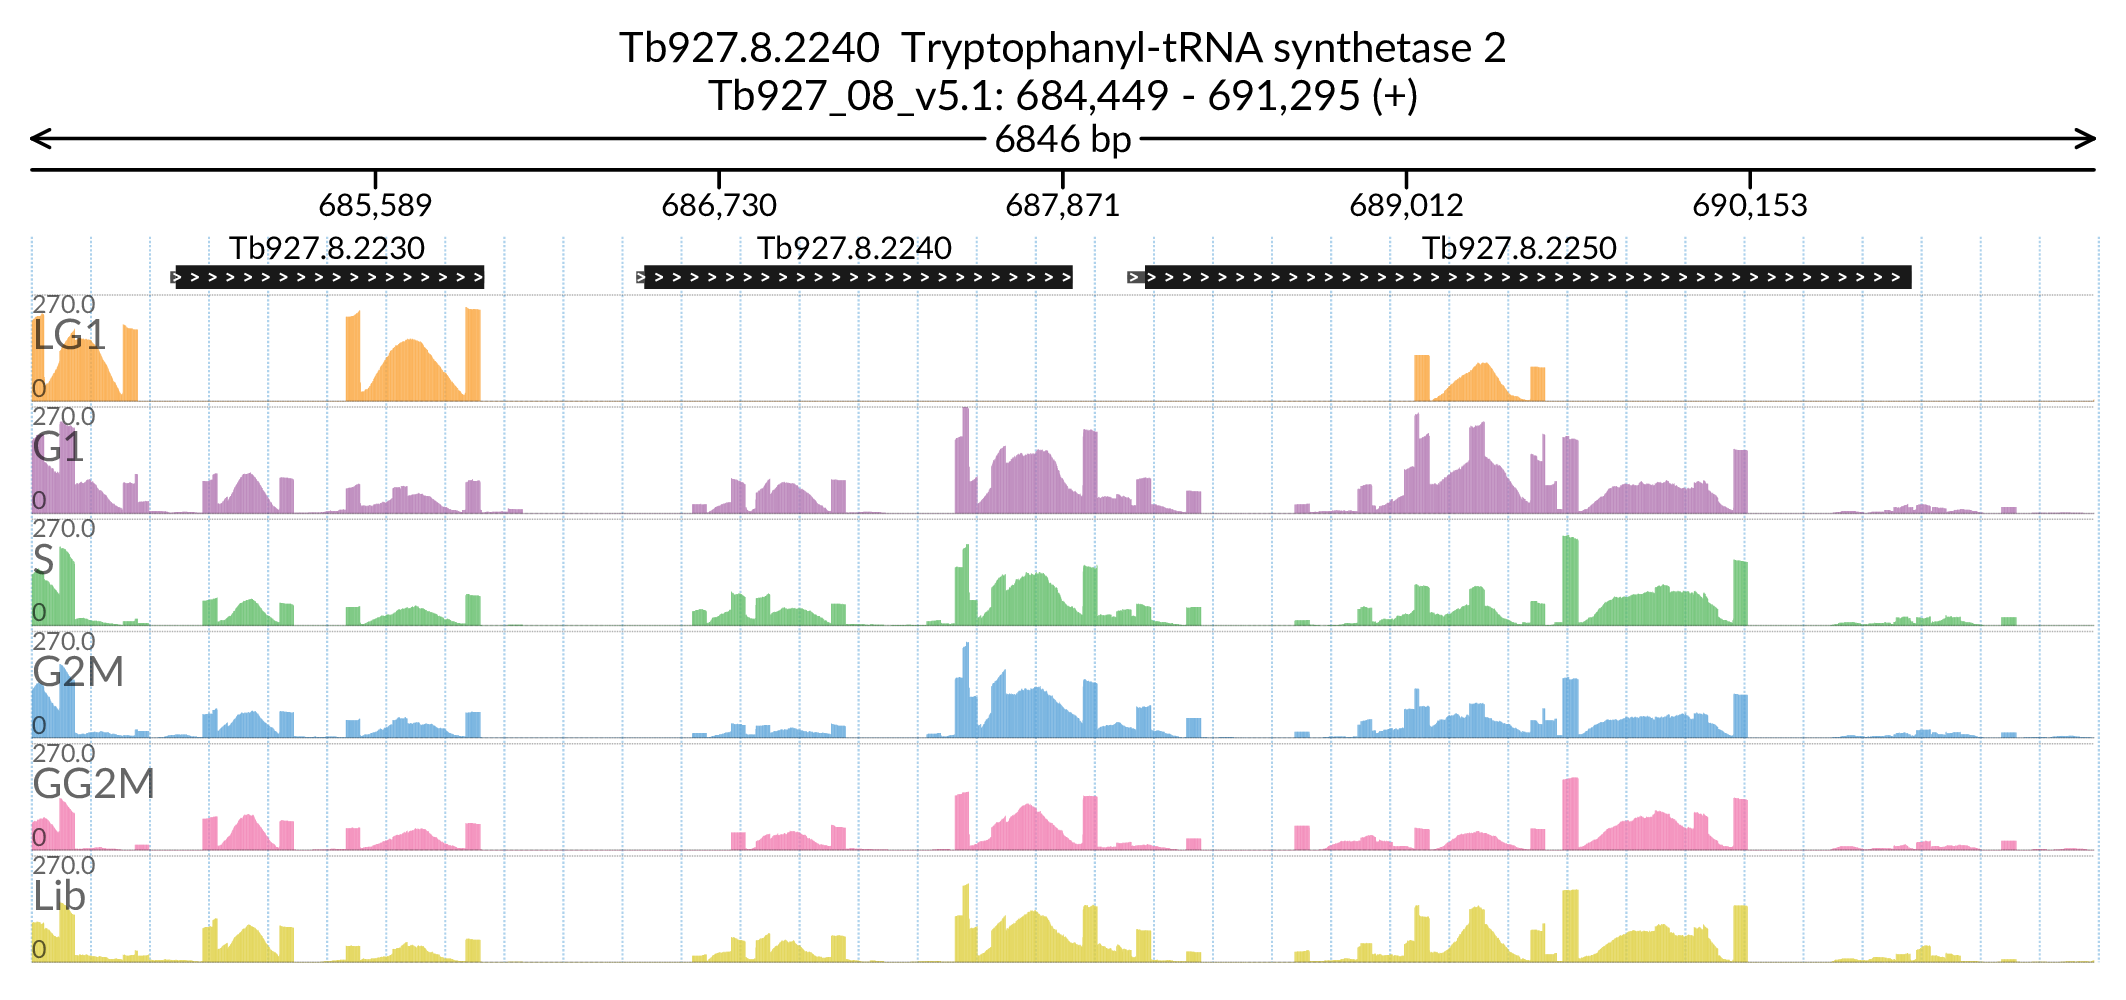 Tb927.8.2240  Tryptophanyl-tRNA synthetase 2
Tb927_08_v5.1: 684,449 - 691,295 (+)
6846 bp
685,589 686,730 687,871 689,012 690,153
Tb927.8.2230 Tb927.8.2240 Tb927.8.2250
270.0
LG1
0
270.0
G1
0
270.0
S
0
270.0
G2M
0
270.0
GG2M
0
270.0
Lib
0